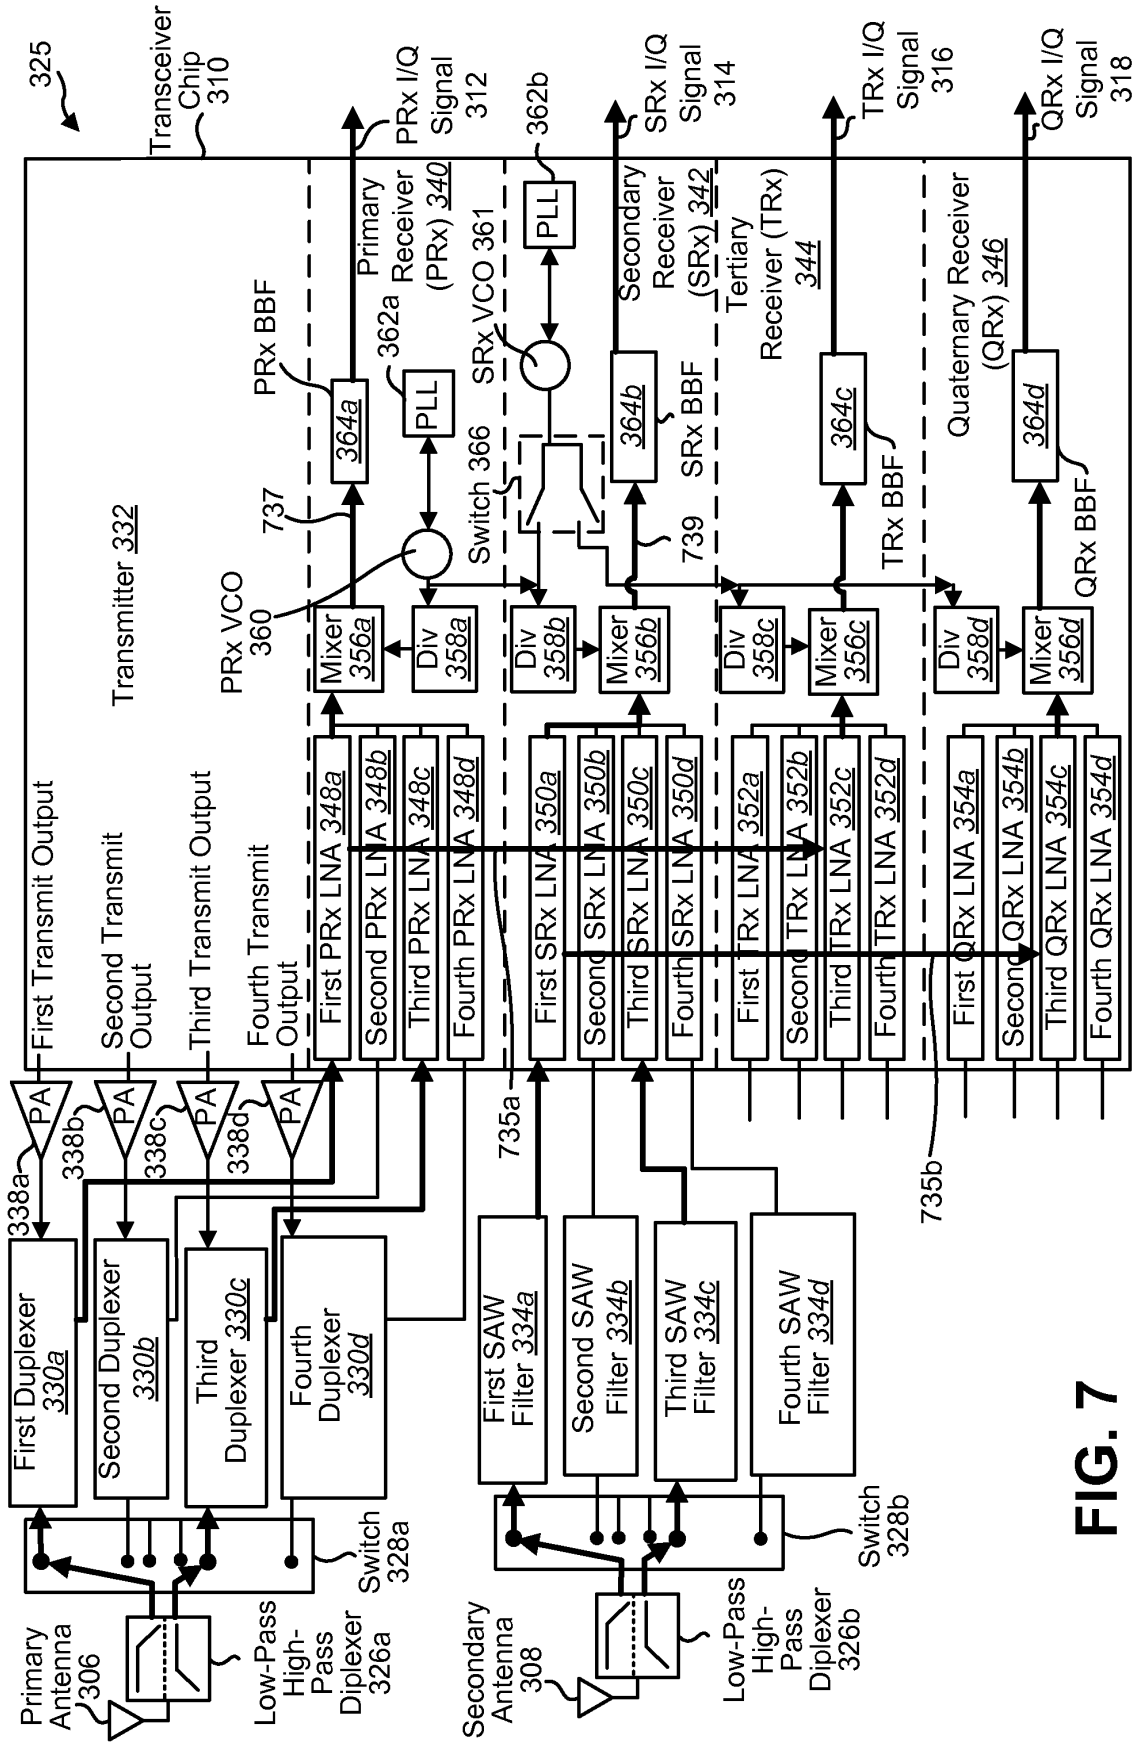 325
Transceiver
Chip
310
PRx I/Q
Signal
312
362b
SRx I/Q
Signal
314
TRx I/Q
Signal
316
QRx I/Q
Signal
318
Transmitter 332
Primary
Receiver
(PRx) 340
PRx BBF
364a
362a
PLL
737
PRx VCO
360
Mixer
356a
Div
358a
SRx VCO 361
PLL
Switch 366
Secondary
Receiver
(SRx) 342
364b
SRx BBF
739
Div
358b
Mixer
356b
Tertiary
Receiver (TRx)
344
364c
TRx BBF
Div
358c
Mixer
356c
Quaternary Receiver
(QRx) 346
364d
QRx BBF
Div
358d
Mixer
356d
First Transmit Output
Second Transmit
Output
Third Transmit Output
Fourth Transmit
Output
First PRx LNA 348a
Second PRx LNA 348b
Third PRx LNA 348c
Fourth PRx LNA 348d
First SRx LNA 350a
Second SRx LNA 350b
Third SRx LNA 350c
Fourth SRx LNA 350d
First TRx LNA 352a
Second TRx LNA 352b
Third TRx LNA 352c
Fourth TRx LNA 352d
First QRx LNA 354a
Second QRx LNA 354b
Third QRx LNA 354c
Fourth QRx LNA 354d
735a
735b
PA
338a
PA
338b
PA
338c
PA
338d
First Duplexer
330a
Second Duplexer
330b
Third
Duplexer 330c
Fourth
Duplexer
330d
First SAW
Filter 334a
Second SAW
Filter 334b
Third SAW
Filter 334c
Fourth SAW
Filter 334d
Switch
328a
Switch
328b
Primary
Antenna
306
Low-Pass
High-
Pass
Diplexer
326a
Secondary
Antenna
308
Low-Pass
High-
Pass
Diplexer
326b
FIG. 7